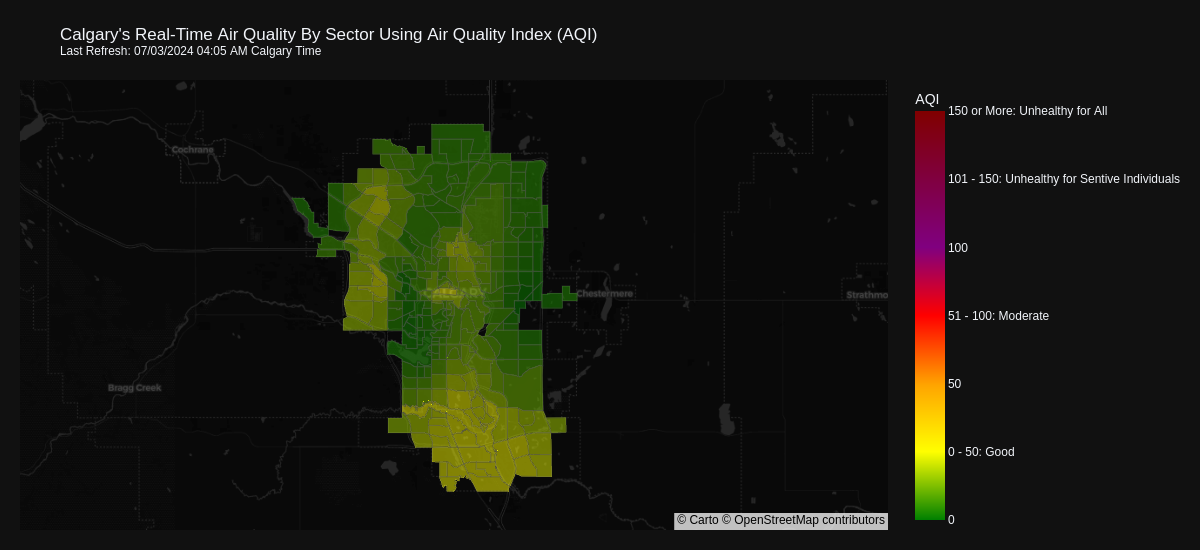 Calgary's Real-Time Air Quality By Sector Using Air Quality Index (AQI)
Last Refresh: 07/03/2024 04:05 AM Calgary Time
AQI
150 or More: Unhealthy for All
Cochrane
101 - 150: Unhealthy for Sentive Individuals
100
CALGARY
Chestermere
Strathmo
51 - 100: Moderate
Bragg Creek
50
0 - 50: Good
0
© Carto © OpenStreetMap contributors